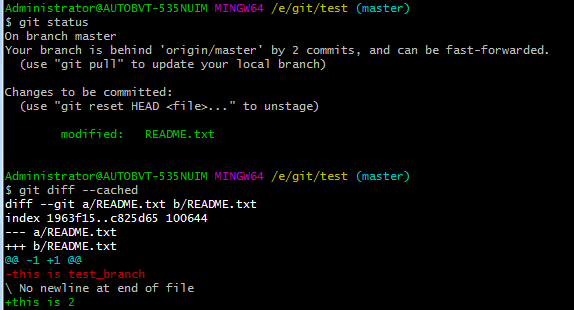 Administrator@AUTOBVT-535NUIM MINGW64 /e/git/test (master)
$ git status
On branch master
Your branch is behind 'origin/master' by 2 commits, and can be fast-forwarded.
  (use "git pull" to update your local branch)
Changes to be committed:
  (use "git reset HEAD <file>..." to unstage)
        modified:   README.txt
Administrator@AUTOBVT-535NUIM MINGW64 /e/git/test (master)
$ git diff --cached
diff --git a/README.txt b/README.txt
index 1963f15..c825d65 100644
--- a/README.txt
+++ b/README.txt
@@ -1 +1 @@
-this is test_branch
\ No newline at end of file
+this is 2